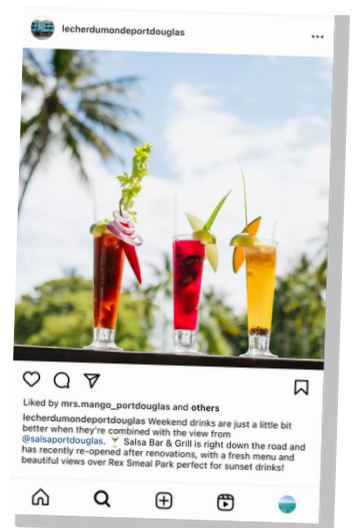 lecherdumondeportdouglas
Liked by mrs.mango_portdouglas and others
lecherdumondeportdouglas Weekend drinks are just a little bit
better when they're combined with the view from
@salsaportdouglas. 🍸 Salsa Bar & Grill is right down the road and
has recently re-opened after renovations, with a fresh menu and
beautiful views over Rex Smeal Park perfect for sunset drinks!